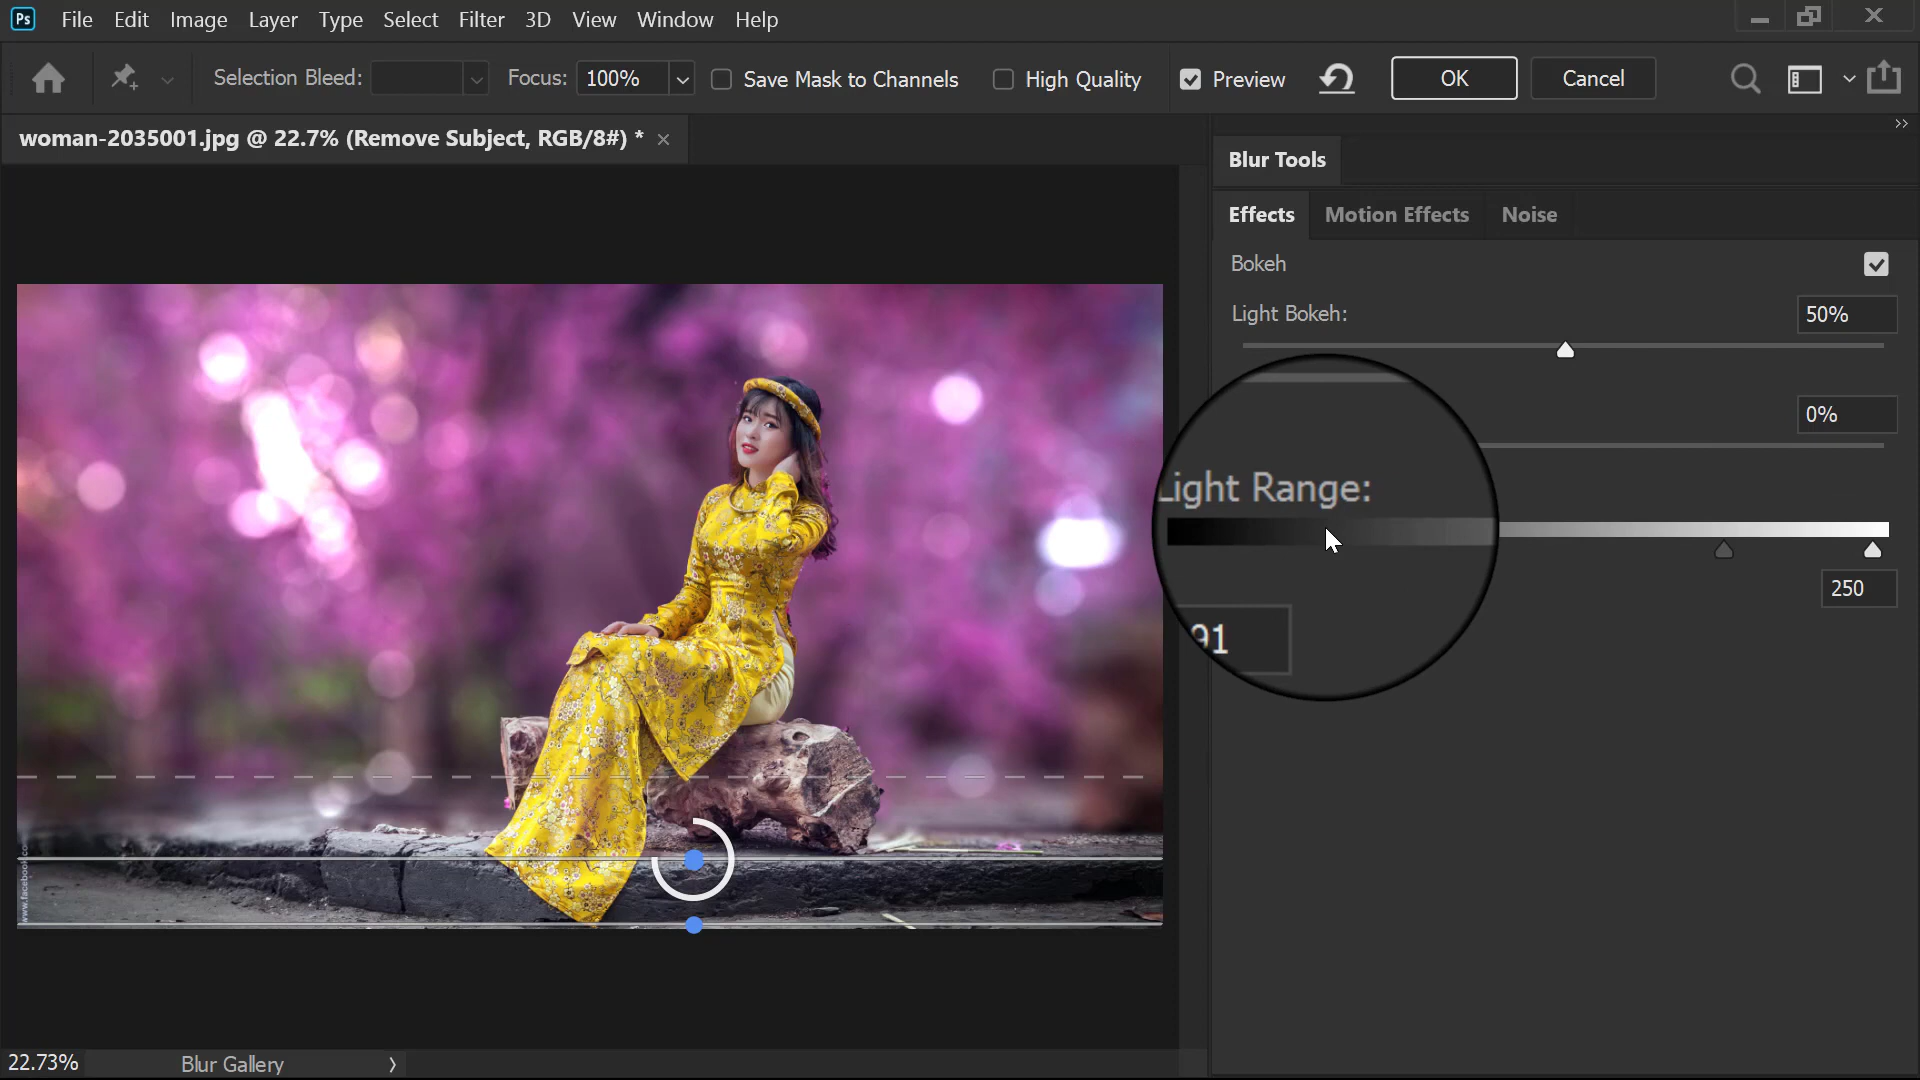 Ps File Edit Image Layer Type Select Filter 3D View Window Help
Selection Bleed: Focus: 100% Save Mask to Channels High Quality Preview OK Cancel
woman-2035001.jpg @ 22.7% (Remove Subject, RGB/8#) * ×
Blur Tools
Effects Motion Effects Noise
Bokeh
Light Bokeh: 50%
0%
Light Range:
91
250
22.73% Blur Gallery